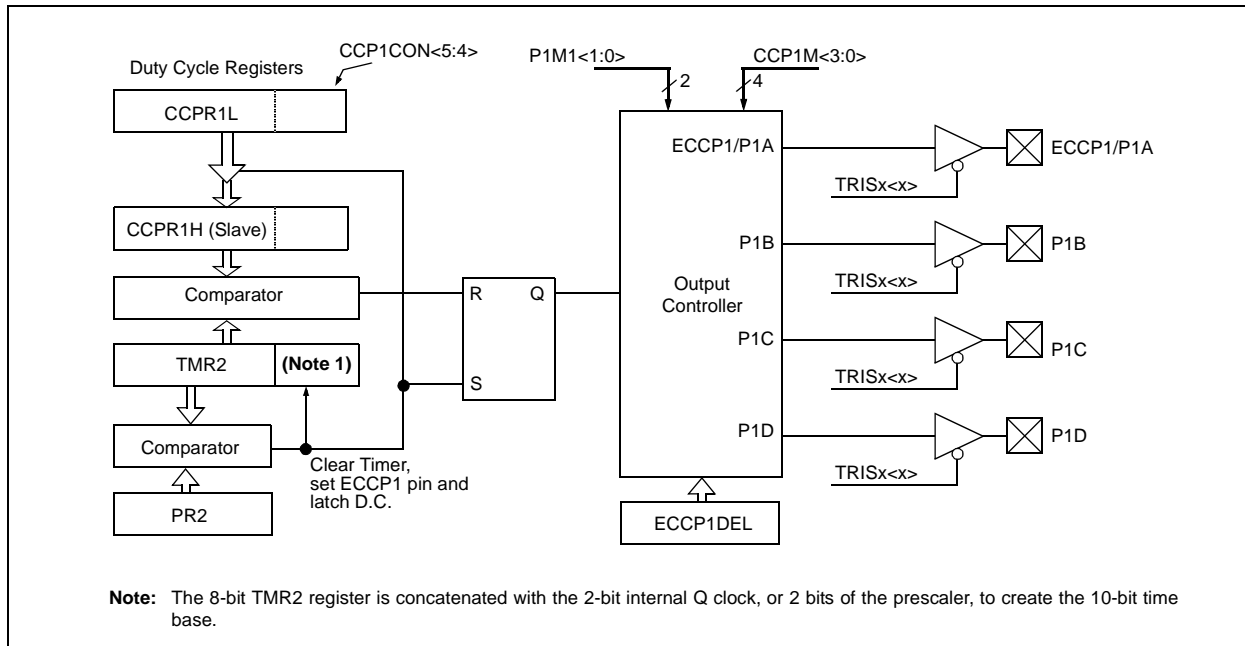 CCP1CON<5:4>
Duty Cycle Registers
CCPR1L
CCPR1H (Slave)
Comparator
TMR2
(Note 1)
Comparator
PR2
Clear Timer,
set ECCP1 pin and
latch D.C.
R
Q
S
P1M1<1:0>
2
CCP1M<3:0>
4
Output
Controller
ECCP1/P1A
P1B
P1C
P1D
ECCP1DEL
TRISx<x>
ECCP1/P1A
TRISx<x>
P1B
TRISx<x>
P1C
TRISx<x>
P1D
Note: The 8-bit TMR2 register is concatenated with the 2-bit internal Q clock, or 2 bits of the prescaler, to create the 10-bit time
base.